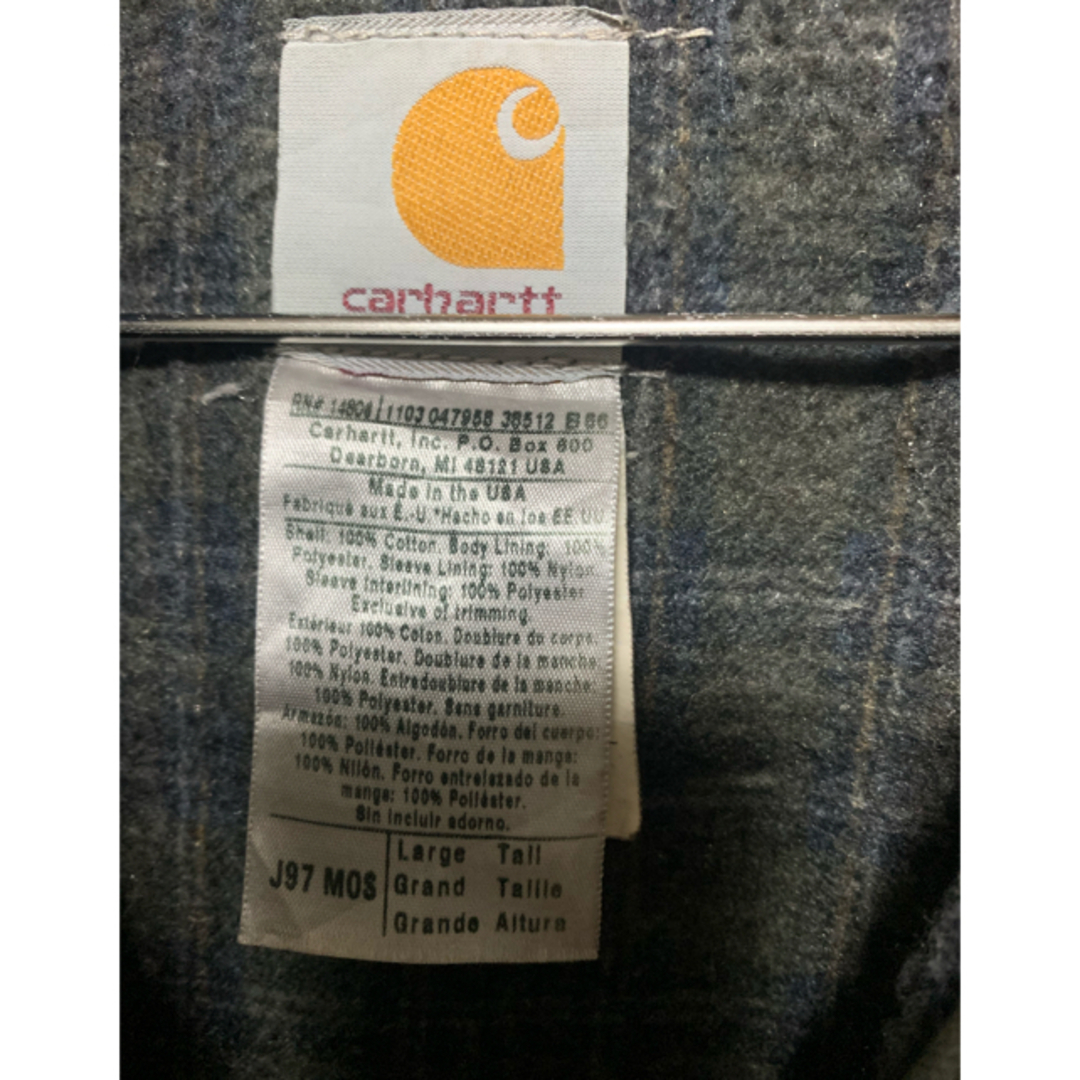 carhartt
RN# 14806 1103 047956 36512 B66
Carhartt, Inc. P.O. Box 600
Dearborn, MI 48121 USA
Made in the USA
Fabriqué aux É.-U.*Hecho en los EE.UU
Shell: 100% Cotton. Body Lining: 100%
Polyester. Sleeve Lining: 100% Nylon.
Sleeve Interlining: 100% Polyester
Exclusive of trimming.
Extérieur 100% Coton. Doublure du corps:
100% Polyester. Doublure de la manche:
100% Nylon. Entredoublure de la manche:
100% Polyester. Sans garniture.
Armazón: 100% Algodón. Forro del cuerpo:
100% Poliéster. Forro de la manga:
100% Nilón. Forro entrelazado de la
manga: 100% Poliéster.
Sin incluir adorno.
J97 MOS
Large Tall
Grand Taille
Grande Altura